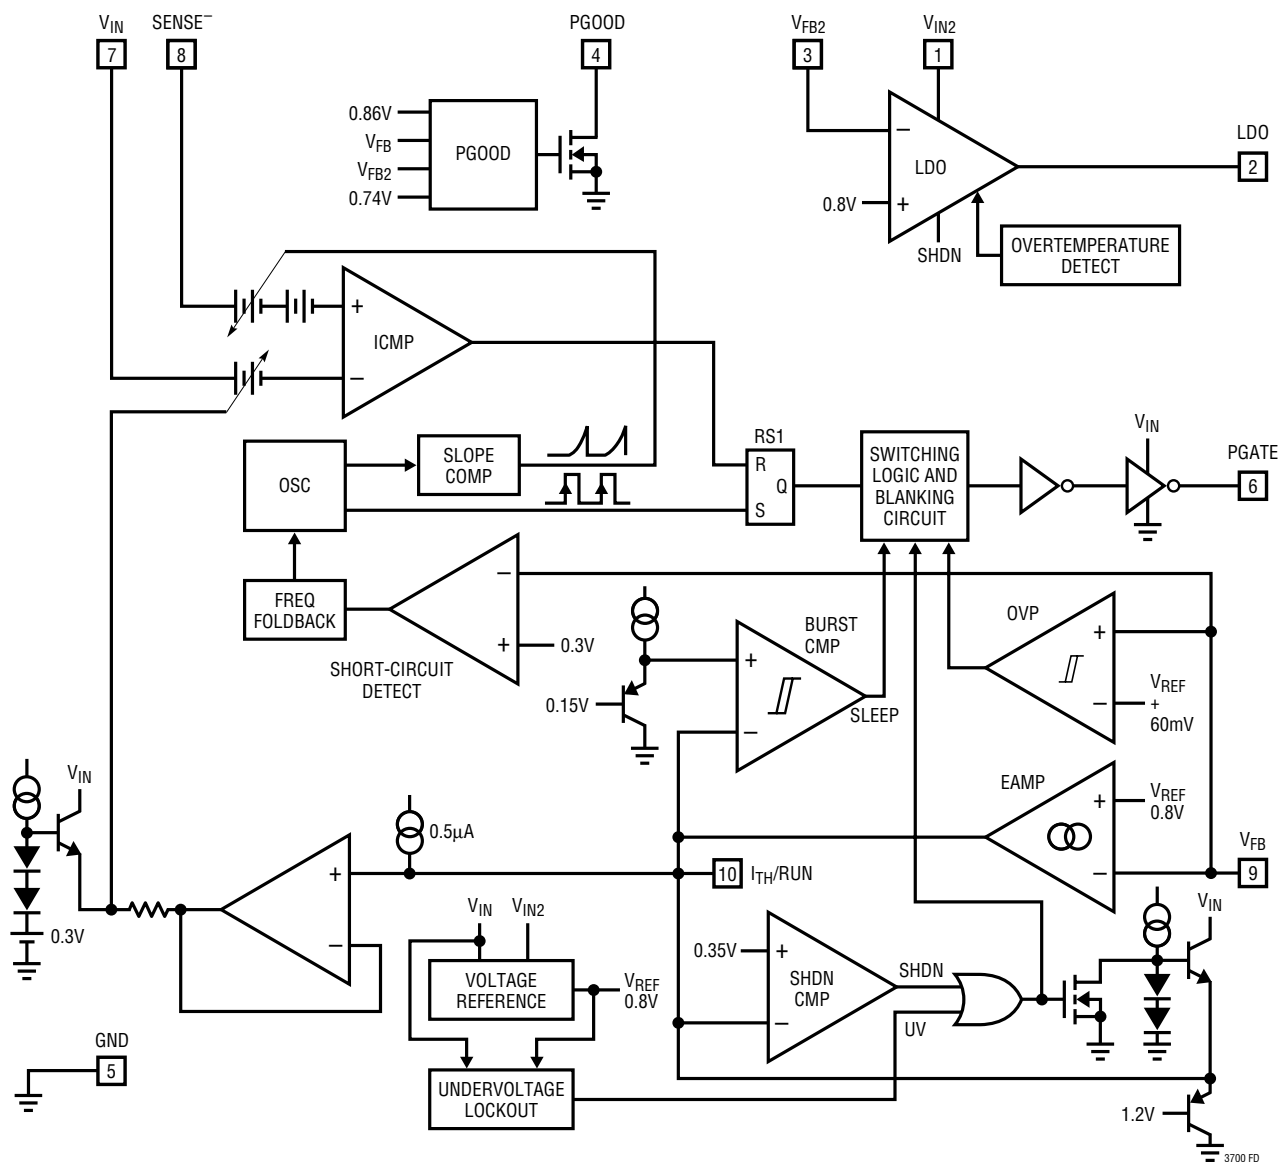 VIN
SENSE−
PGOOD
VFB2
VIN2
7
8
4
3
1
0.86V
VFB
VFB2
0.74V
PGOOD
−
LDO
0.8V
+
SHDN
LDO
2
OVERTEMPERATURE
DETECT
+
ICMP
−
OSC
SLOPE
COMP
RS1
R
Q
S
SWITCHING
LOGIC AND
BLANKING
CIRCUIT
VIN
PGATE
6
FREQ
FOLDBACK
−
+
0.3V
SHORT-CIRCUIT
DETECT
0.15V
BURST
CMP
+
−
SLEEP
OVP
+
−
VREF
+
60mV
EAMP
+
VREF
0.8V
−
VFB
9
VIN
0.3V
+
−
0.5µA
10
ITH/RUN
VIN
VIN2
VOLTAGE
REFERENCE
VREF
0.8V
0.35V
+
SHDN
CMP
−
SHDN
UV
VIN
GND
5
UNDERVOLTAGE
LOCKOUT
1.2V
3700 FD